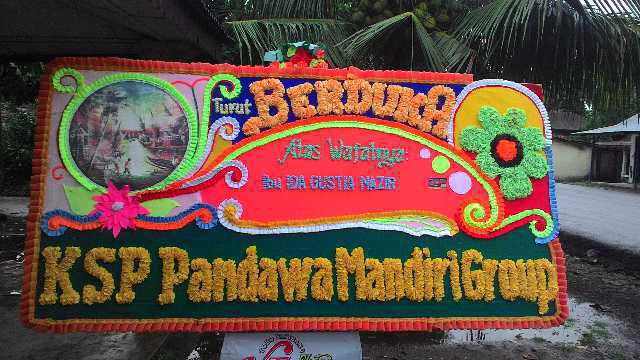 Turut BERDUKA
Atas Wafatnya:
Ibu IDA GUSTIA NAZIR
KSP Pandawa Mandiri Group